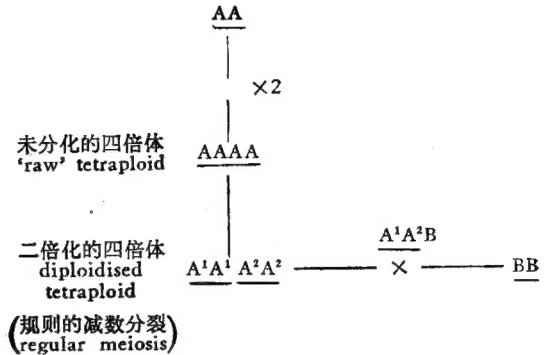 AA
×2
未分化的四倍体
'raw' tetraploid
AAAA
A¹A²B
二倍化的四倍体
diploidised
tetraploid
A¹A¹ A²A²
×
BB
(规则的减数分裂
regular meiosis)